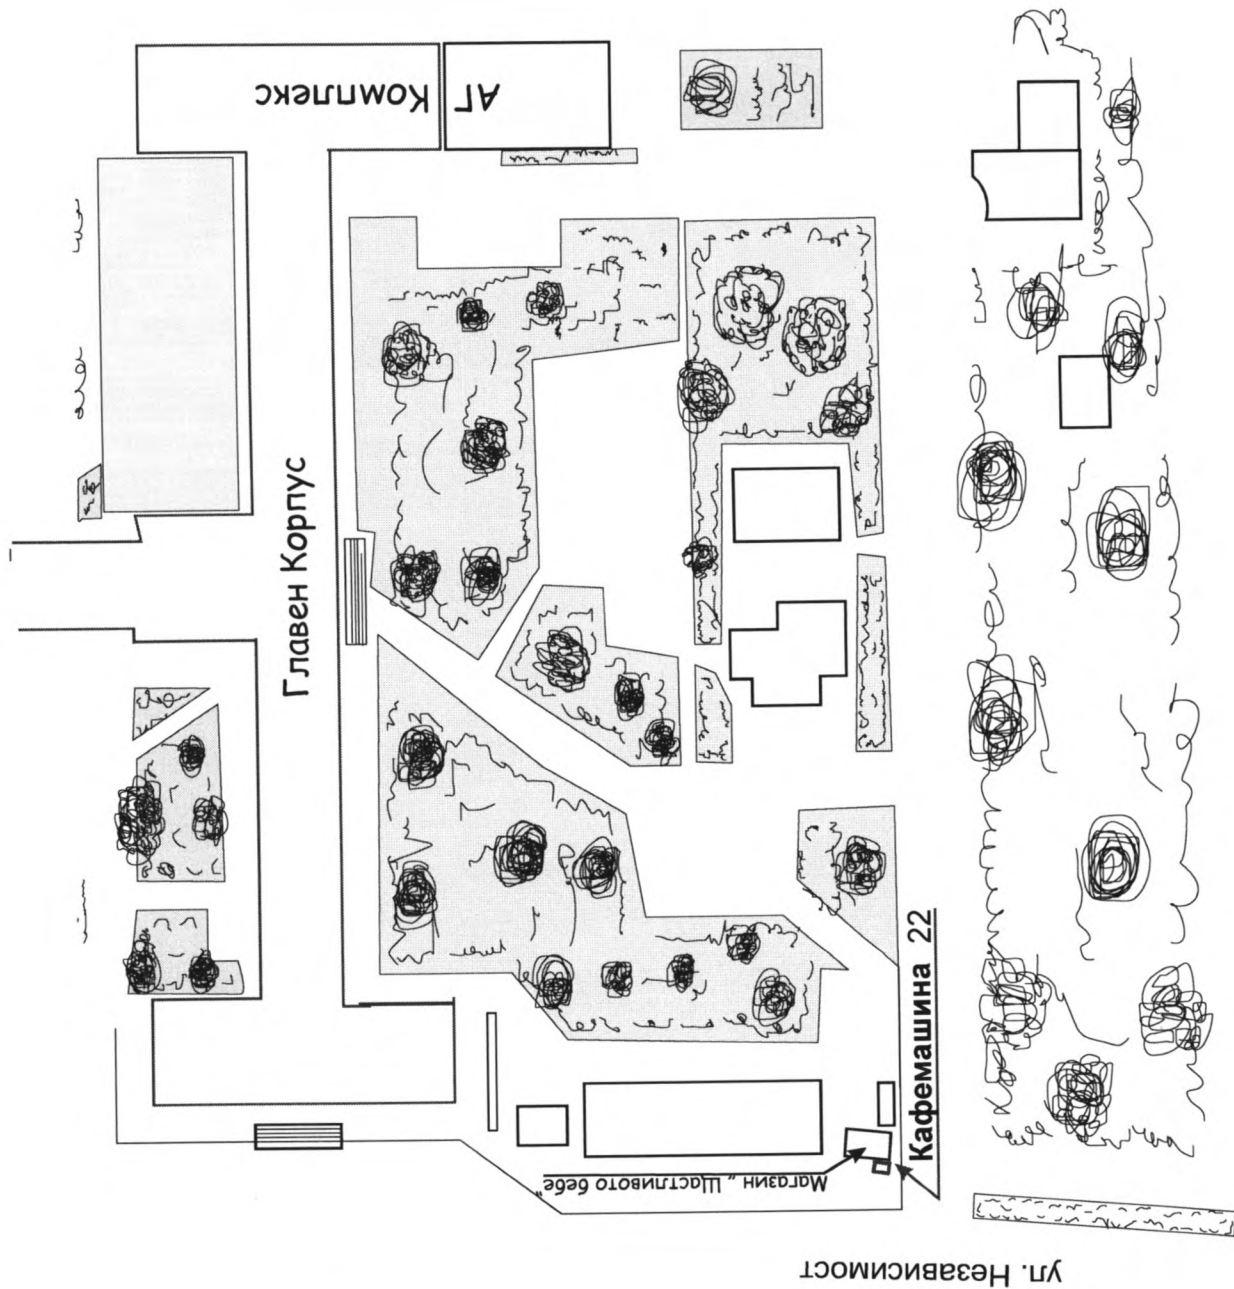 АГ Комплекс
Главен Корпус
Кафемашина 22
Магазин „ Щастливото бебе"
ул. Независимост